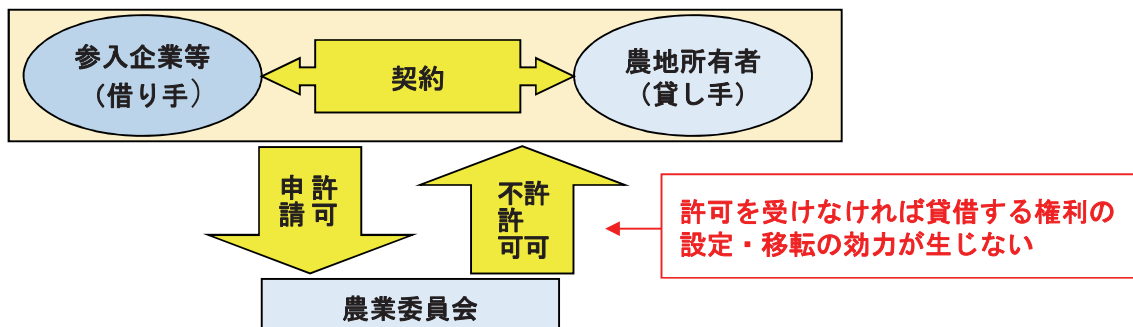 参入企業等
（借り手）
契約
農地所有者
（貸し手）
許可
申請
許可
不許可
許可を受けなければ貸借する権利の
設定・移転の効力が生じない
農業委員会